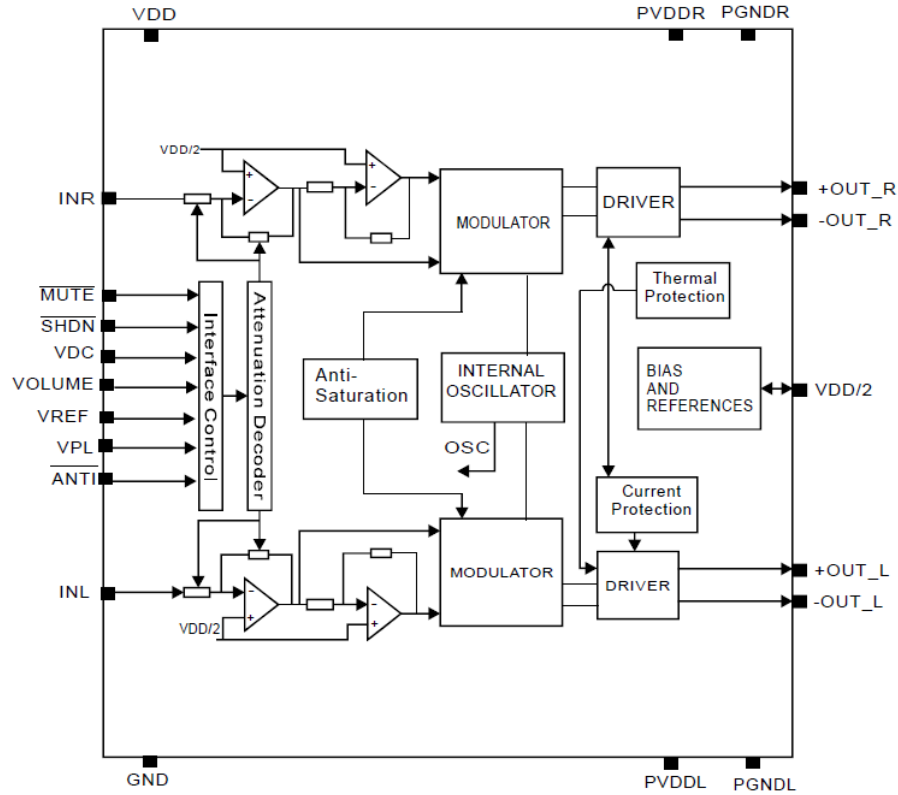 VDD
PVDDR
PGNDR
VDD/2
INR
MODULATOR
DRIVER
+OUT_R
-OUT_R
MUTE
SHDN
VDC
VOLUME
VREF
VPL
ANTI
Interface Control
Attenuation Decoder
Anti-
Saturation
INTERNAL
OSCILLATOR
OSC
Thermal
Protection
BIAS
AND
REFERENCES
VDD/2
Current
Protection
INL
VDD/2
MODULATOR
DRIVER
+OUT_L
-OUT_L
GND
PVDDL
PGNDL